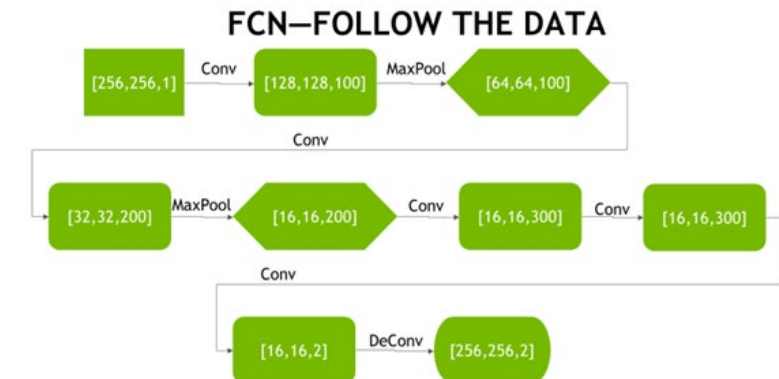 FCN—FOLLOW THE DATA
[256,256,1] Conv [128,128,100] MaxPool [64,64,100]
Conv
[32,32,200] MaxPool [16,16,200] Conv [16,16,300] Conv [16,16,300]
Conv
[16,16,2] DeConv [256,256,2]